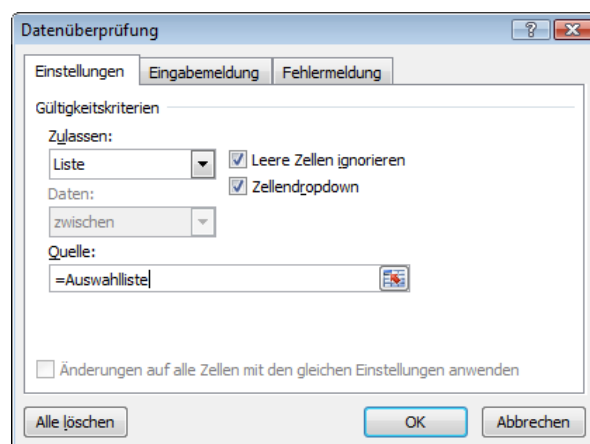 Datenüberprüfung
Einstellungen Eingabemeldung Fehlermeldung
Gültigkeitskriterien
Zulassen:
Liste
Leere Zellen ignorieren
Daten:
Zellendropdown
zwischen
Quelle:
=Auswahlliste
Änderungen auf alle Zellen mit den gleichen Einstellungen anwenden
Alle löschen OK Abbrechen